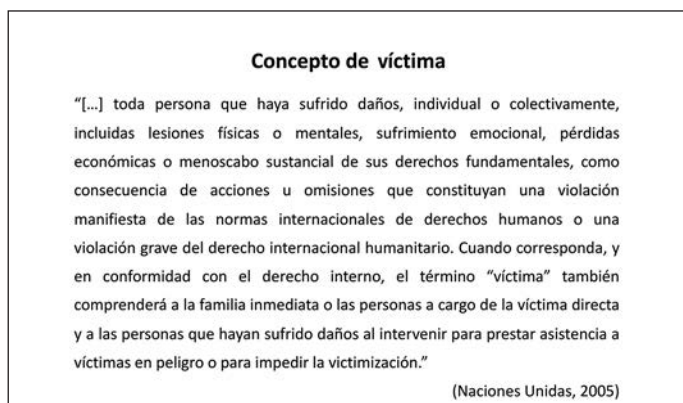 Concepto de víctima
“[…] toda persona que haya sufrido daños, individual o colectivamente,
incluidas lesiones físicas o mentales, sufrimiento emocional, pérdidas
económicas o menoscabo sustancial de sus derechos fundamentales, como
consecuencia de acciones u omisiones que constituyan una violación
manifiesta de las normas internacionales de derechos humanos o una
violación grave del derecho internacional humanitario. Cuando corresponda, y
en conformidad con el derecho interno, el término “víctima” también
comprenderá a la familia inmediata o las personas a cargo de la víctima directa
y a las personas que hayan sufrido daños al intervenir para prestar asistencia a
víctimas en peligro o para impedir la victimización.”
(Naciones Unidas, 2005)